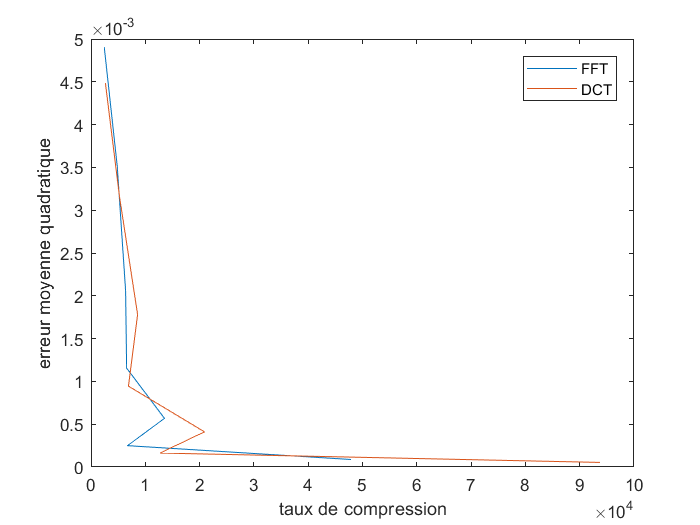 ×10-3
5
4.5
4
3.5
3
2.5
2
1.5
1
0.5
0
erreur moyenne quadratique
FFT
DCT
0 1 2 3 4 5 6 7 8 9 10
taux de compression
×104